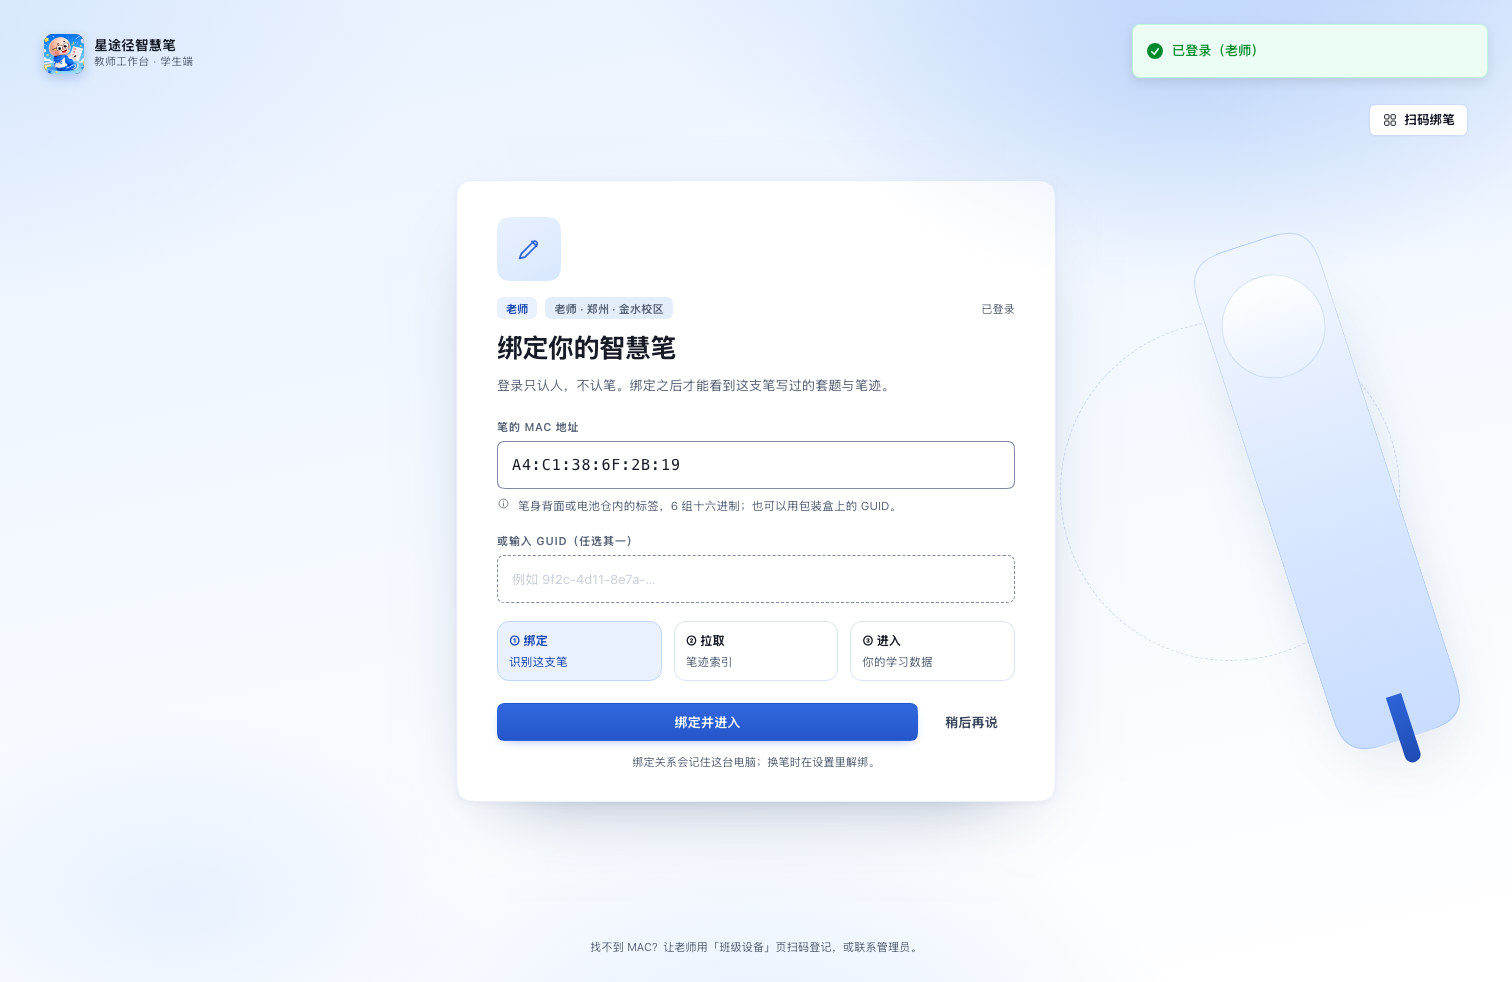 星途径智慧笔
教师工作台 · 学生端
已登录（老师）
扫码绑笔
老师
老师 · 郑州 · 金水校区
已登录
绑定你的智慧笔
登录只认人，不认笔。绑定之后才能看到这支笔写过的套题与笔迹。
笔的 MAC 地址
A4:C1:38:6F:2B:19
笔身背面或电池仓内的标签，6 组十六进制；也可以用包装盒上的 GUID。
或输入 GUID（任选其一）
例如 9f2c-4d11-8e7a-…
① 绑定
识别这支笔
② 拉取
笔迹索引
③ 进入
你的学习数据
绑定并进入
稍后再说
绑定关系会记住这台电脑；换笔时在设置里解绑。
找不到 MAC？让老师用「班级设备」页扫码登记，或联系管理员。